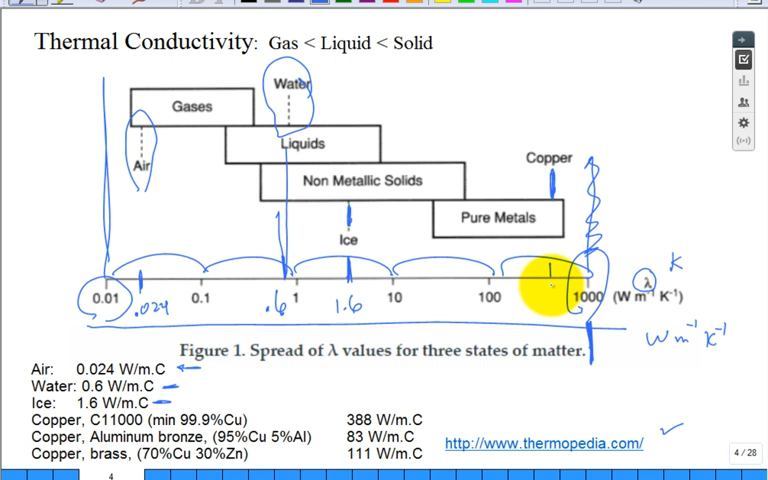 Thermal Conductivity: Gas < Liquid < Solid
Water
Gases
Liquids
Air
Copper
Non Metallic Solids
Pure Metals
Ice
K
0.01 .024 0.1 .6 1 1.6 10 100 1000 λ (W m⁻¹ K⁻¹)
W m⁻¹ K⁻¹
Figure 1. Spread of λ values for three states of matter.
Air: 0.024 W/m.C
Water: 0.6 W/m.C
Ice: 1.6 W/m.C
Copper, C11000 (min 99.9%Cu) 388 W/m.C
Copper, Aluminum bronze, (95%Cu 5%Al) 83 W/m.C
Copper, brass, (70%Cu 30%Zn) 111 W/m.C
http://www.thermopedia.com/
4 / 28
4